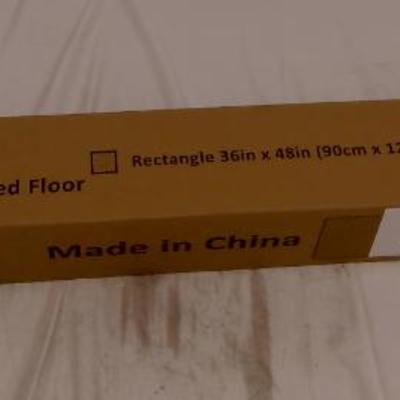 Rectangle 36in x 48in (90cm x 12
ed Floor
Made in China